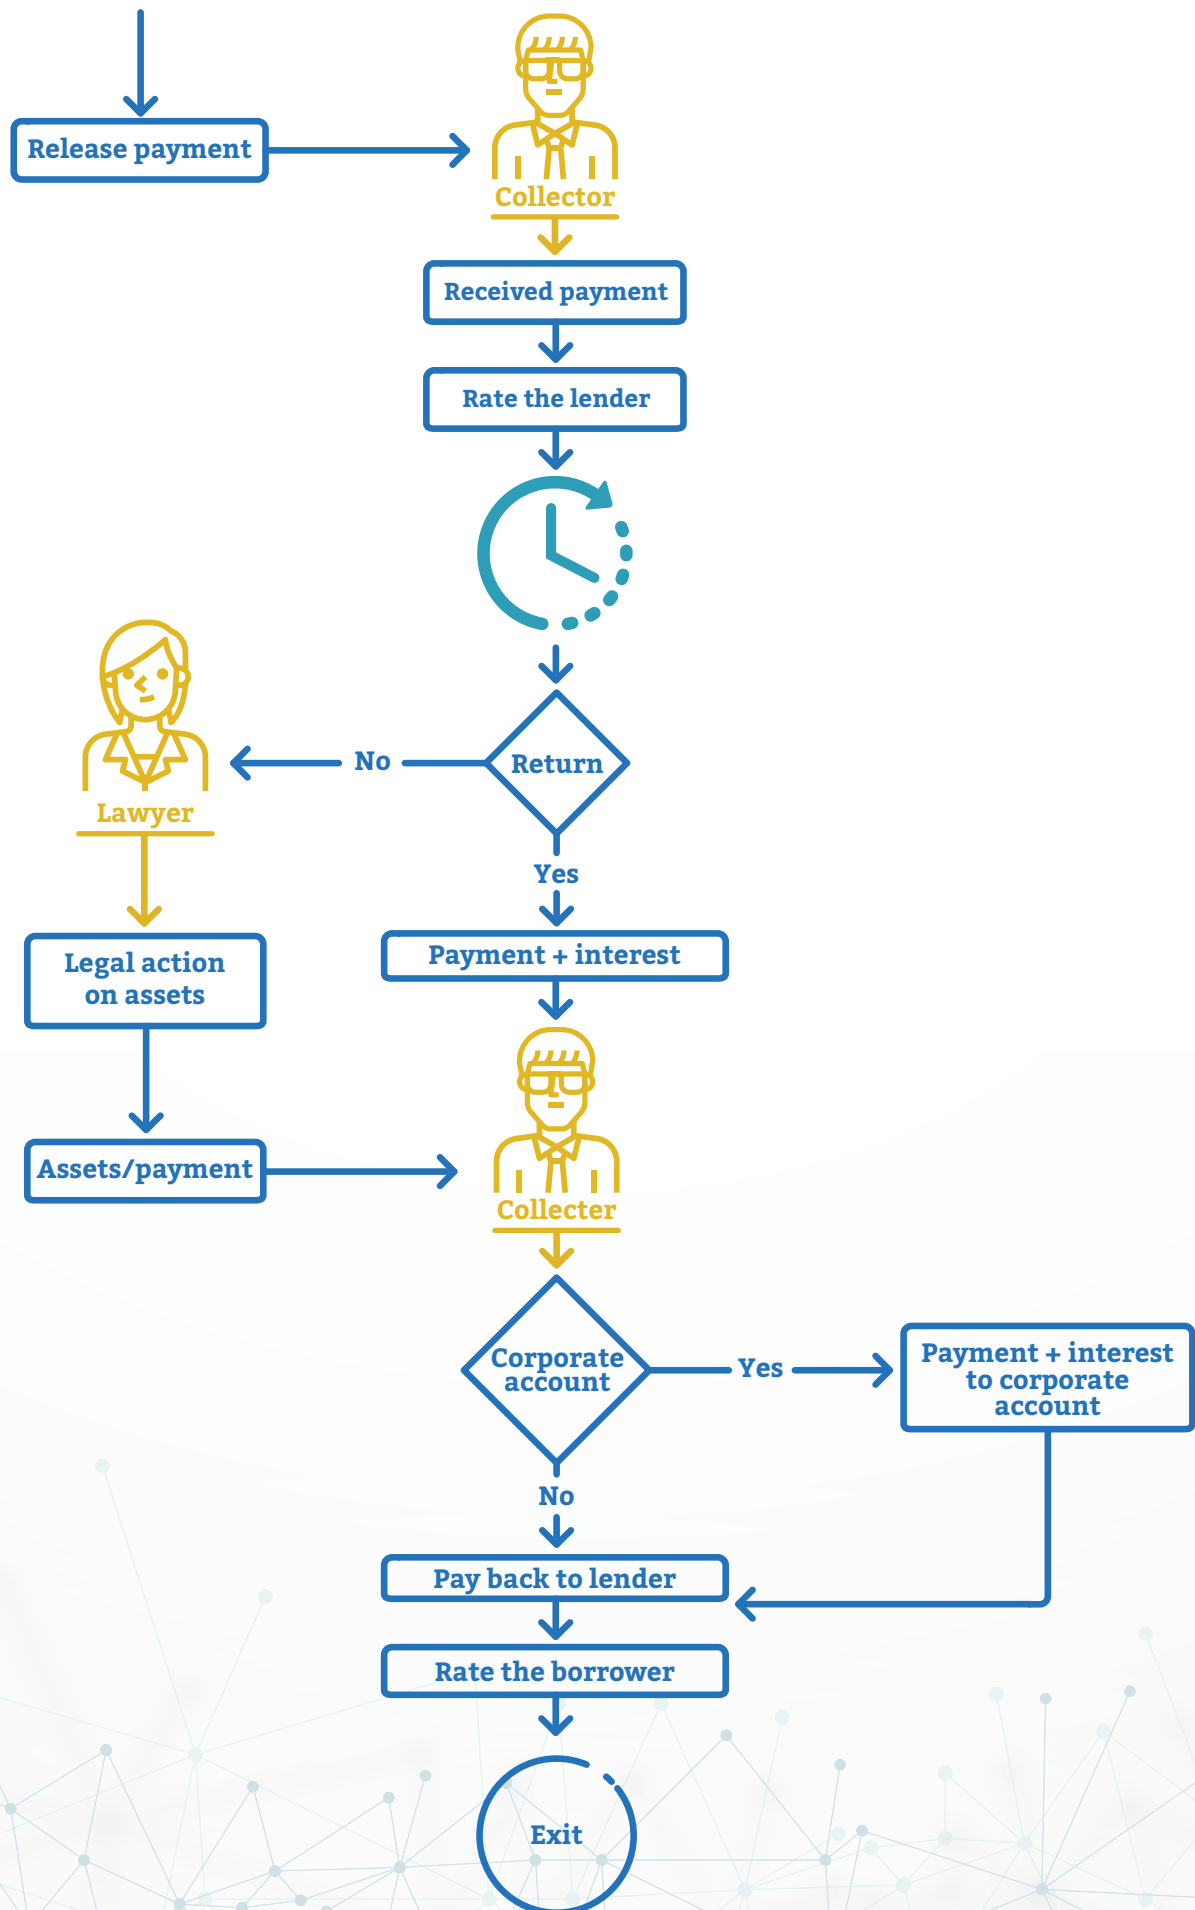 Release payment
Collector
Received payment
Rate the lender
Return
No
Lawyer
Yes
Legal action
on assets
Payment + interest
Assets/payment
Collecter
Corporate
account
Yes
Payment + interest
to corporate
account
No
Pay back to lender
Rate the borrower
Exit